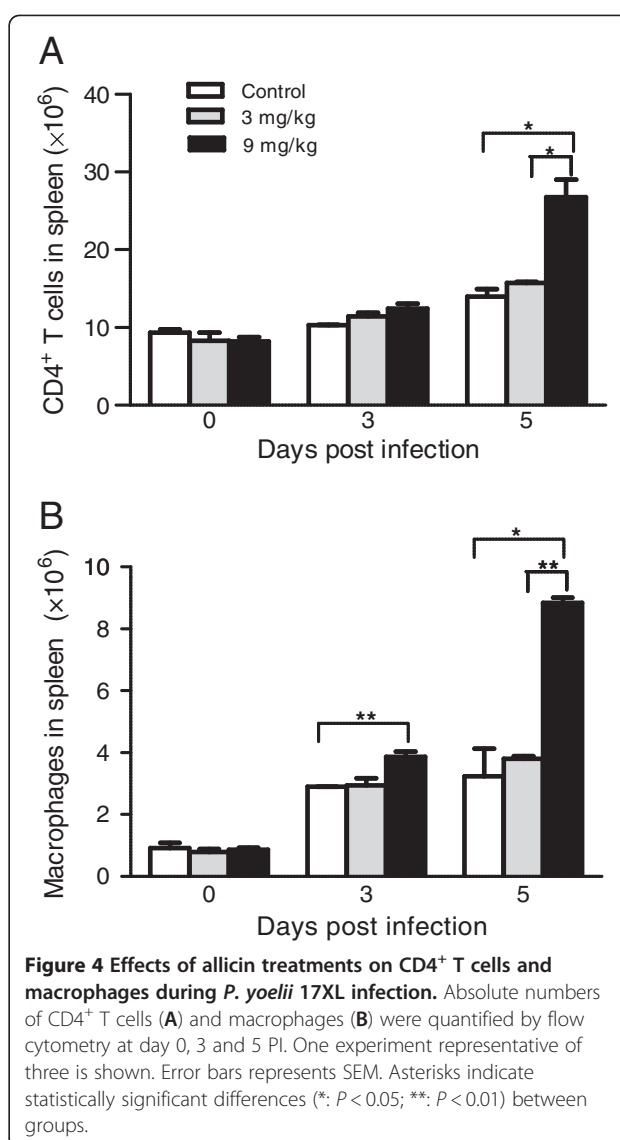 A
CD4⁺ T cells in spleen (×10⁶)
40
30
20
10
0
Control
3 mg/kg
9 mg/kg
*
*
0 3 5
Days post infection
B
Macrophages in spleen (×10⁶)
10
8
6
4
2
0
**
*
**
0 3 5
Days post infection
Figure 4 Effects of allicin treatments on CD4⁺ T cells and
macrophages during P. yoelii 17XL infection. Absolute numbers
of CD4⁺ T cells (A) and macrophages (B) were quantified by flow
cytometry at day 0, 3 and 5 PI. One experiment representative of
three is shown. Error bars represents SEM. Asterisks indicate
statistically significant differences (*: P < 0.05; **: P < 0.01) between
groups.